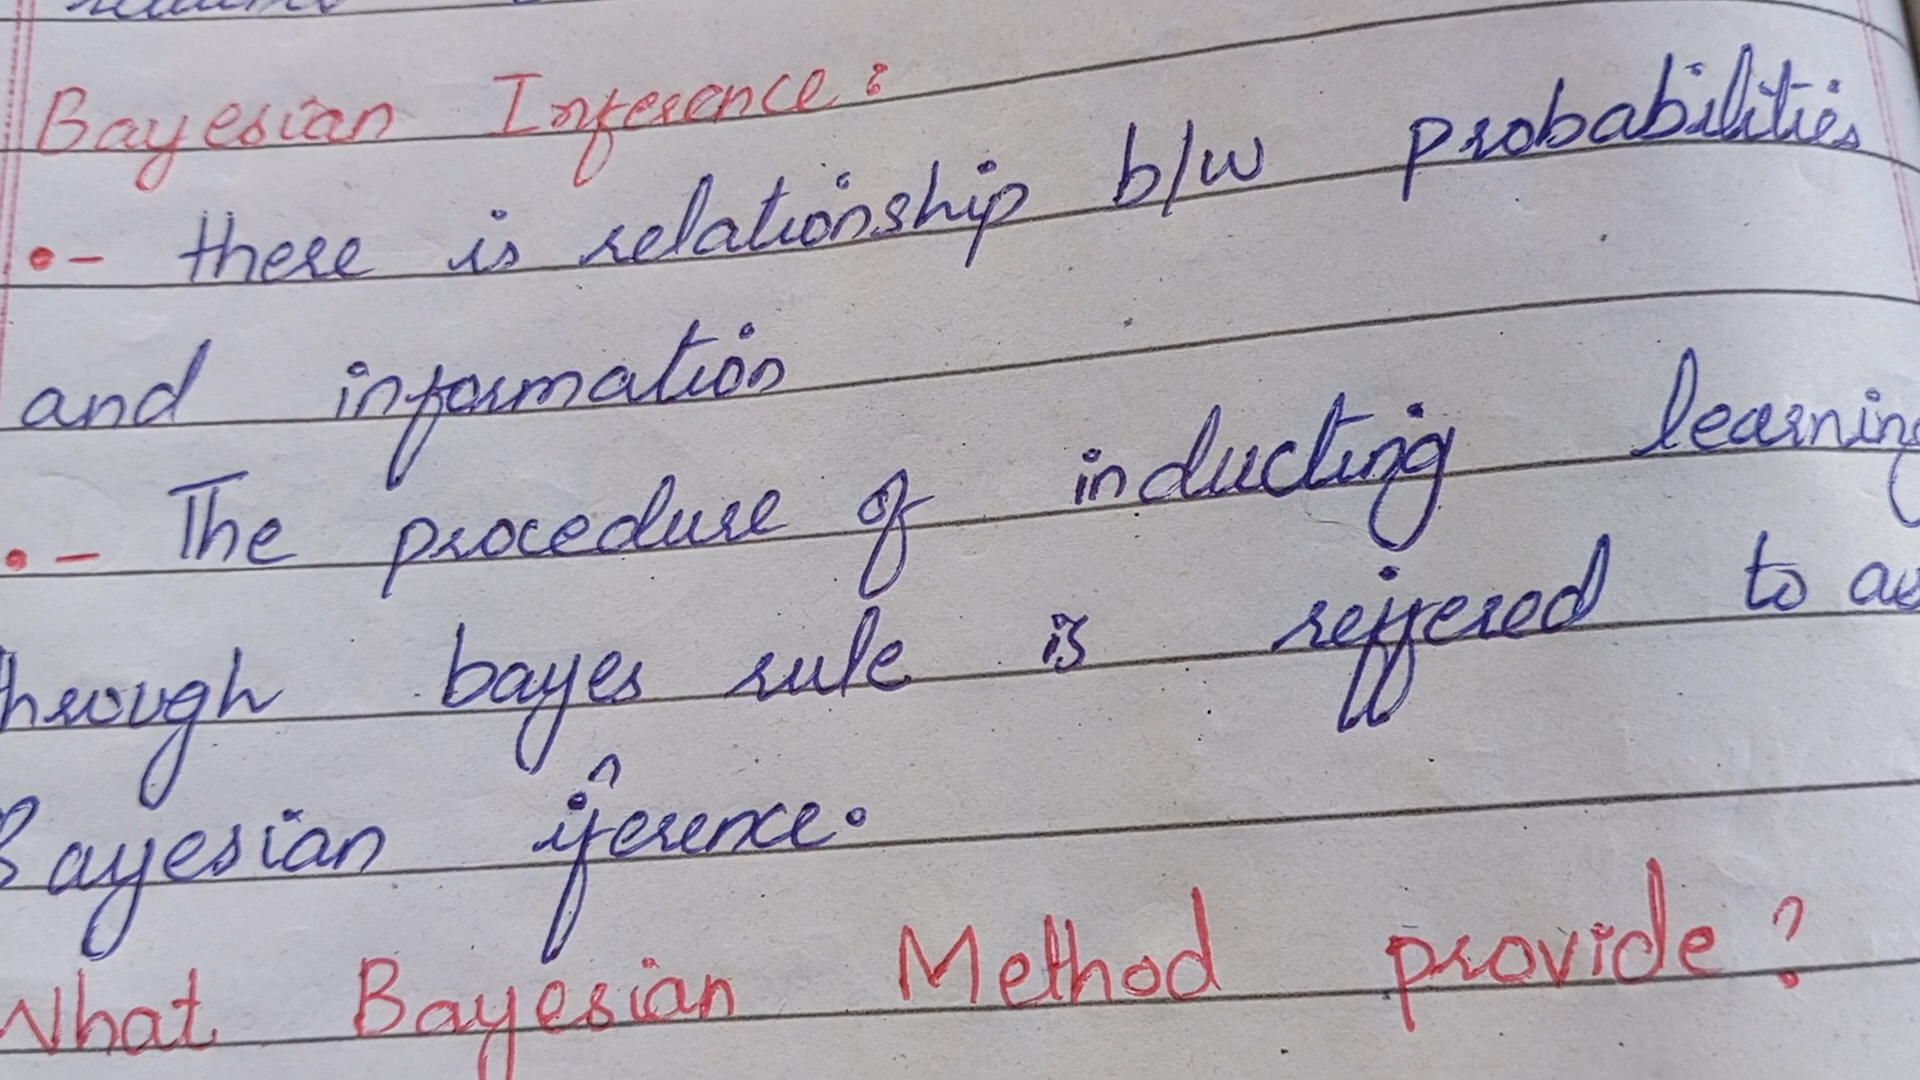 Bayesian Inference:
•- there is relationship b/w probabilities
and information
•- The procedure of inducting learning
through bayes rule is reffered to as
Bayesian inference.
What Bayesian Method provide?